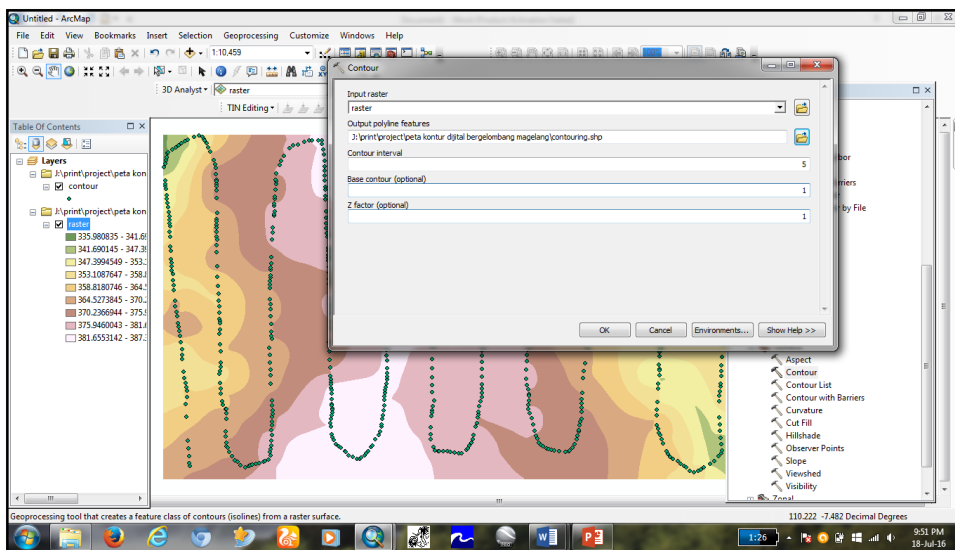 Untitled - ArcMap
File Edit View Bookmarks Insert Selection Geoprocessing Customize Windows Help
1:10,459
3D Analyst raster
TIN Editing
Table Of Contents
Layers
J:\print\project\peta kon
contour
J:\print\project\peta kon
raster
335.980835 - 341.69
341.690145 - 347.39
347.3994549 - 353.
353.1087647 - 358.8
358.8180746 - 364.
364.5273845 - 370.
370.2366944 - 375.
375.9460043 - 381.
381.6553142 - 387.
Contour
Input raster
raster
Output polyline features
J:\print\project\peta kontur dijital bergelombang magelang\contouring.shp
Contour interval
5
Base contour (optional)
1
Z factor (optional)
1
OK Cancel Environments... Show Help >>
bor
rriers
by File
Aspect
Contour
Contour List
Contour with Barriers
Curvature
Cut Fill
Hillshade
Observer Points
Slope
Viewshed
Visibility
Zonal
Geoprocessing tool that creates a feature class of contours (isolines) from a raster surface.
110.222 -7.482 Decimal Degrees
1:26
9:51 PM
18-Jul-16